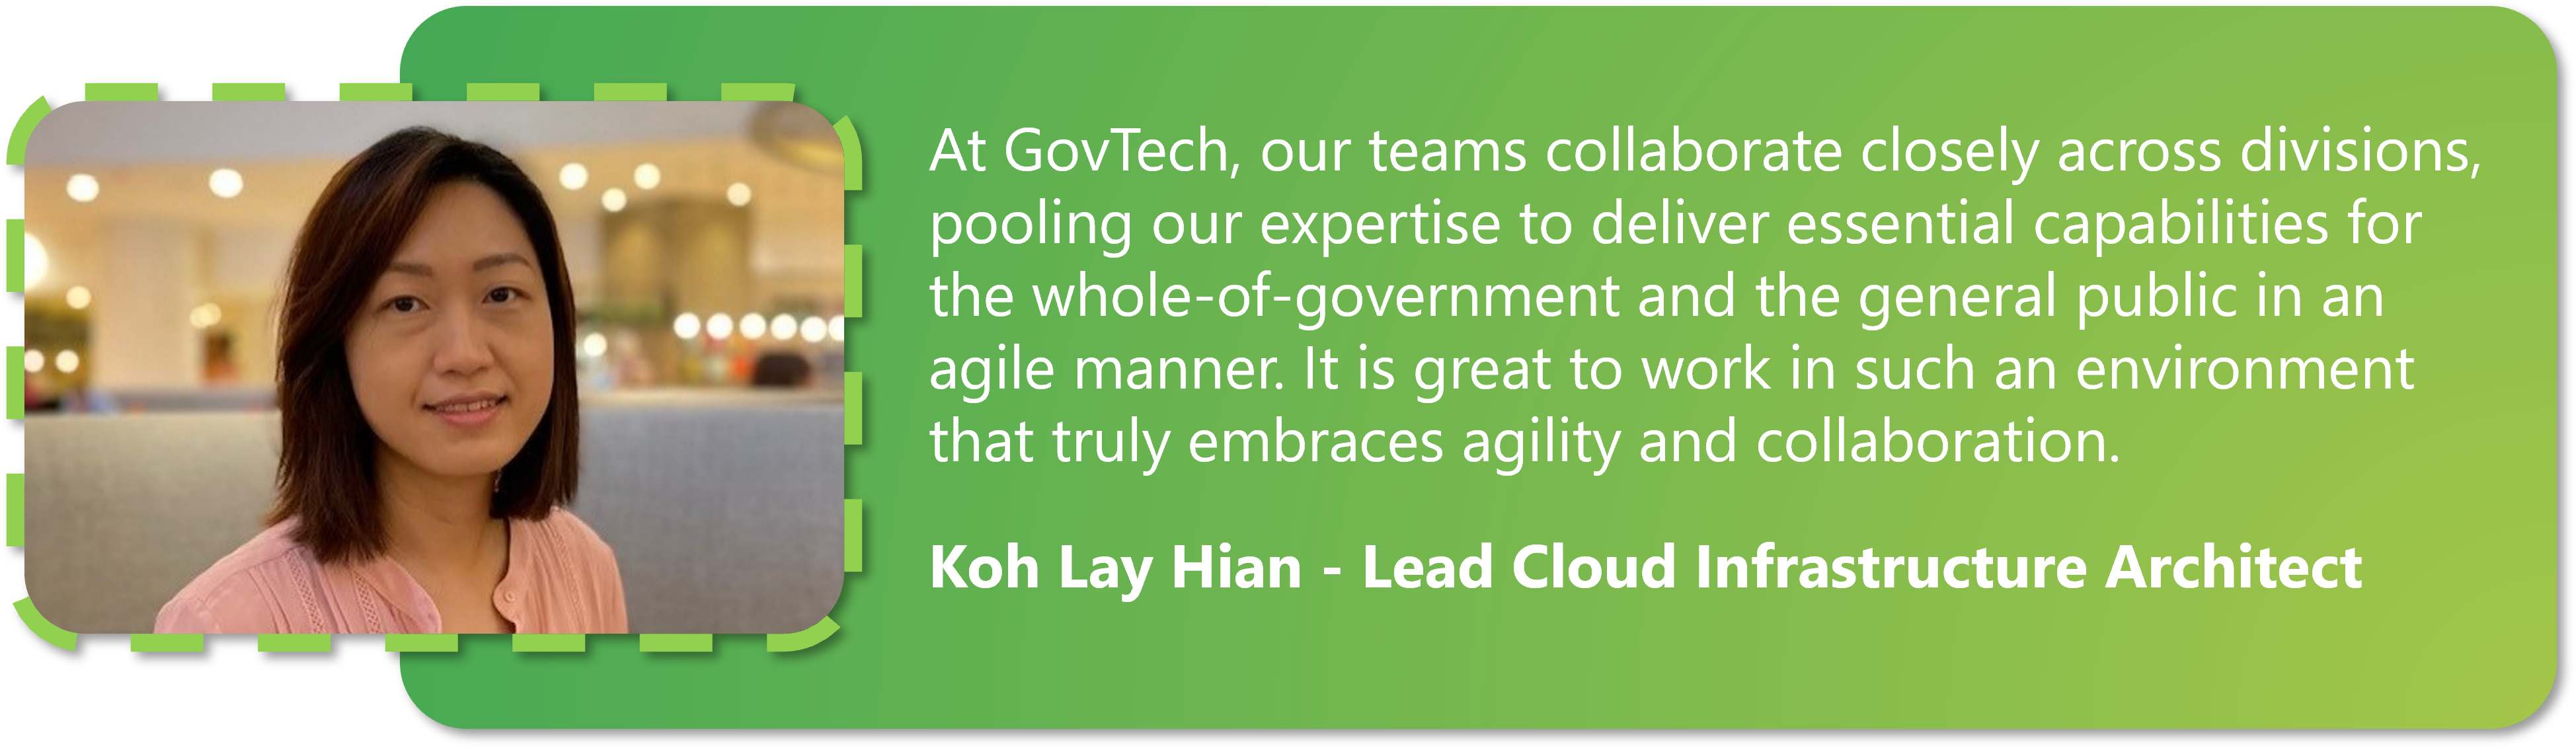 At GovTech, our teams collaborate closely across divisions,
pooling our expertise to deliver essential capabilities for
the whole-of-government and the general public in an
agile manner. It is great to work in such an environment
that truly embraces agility and collaboration.
Koh Lay Hian - Lead Cloud Infrastructure Architect